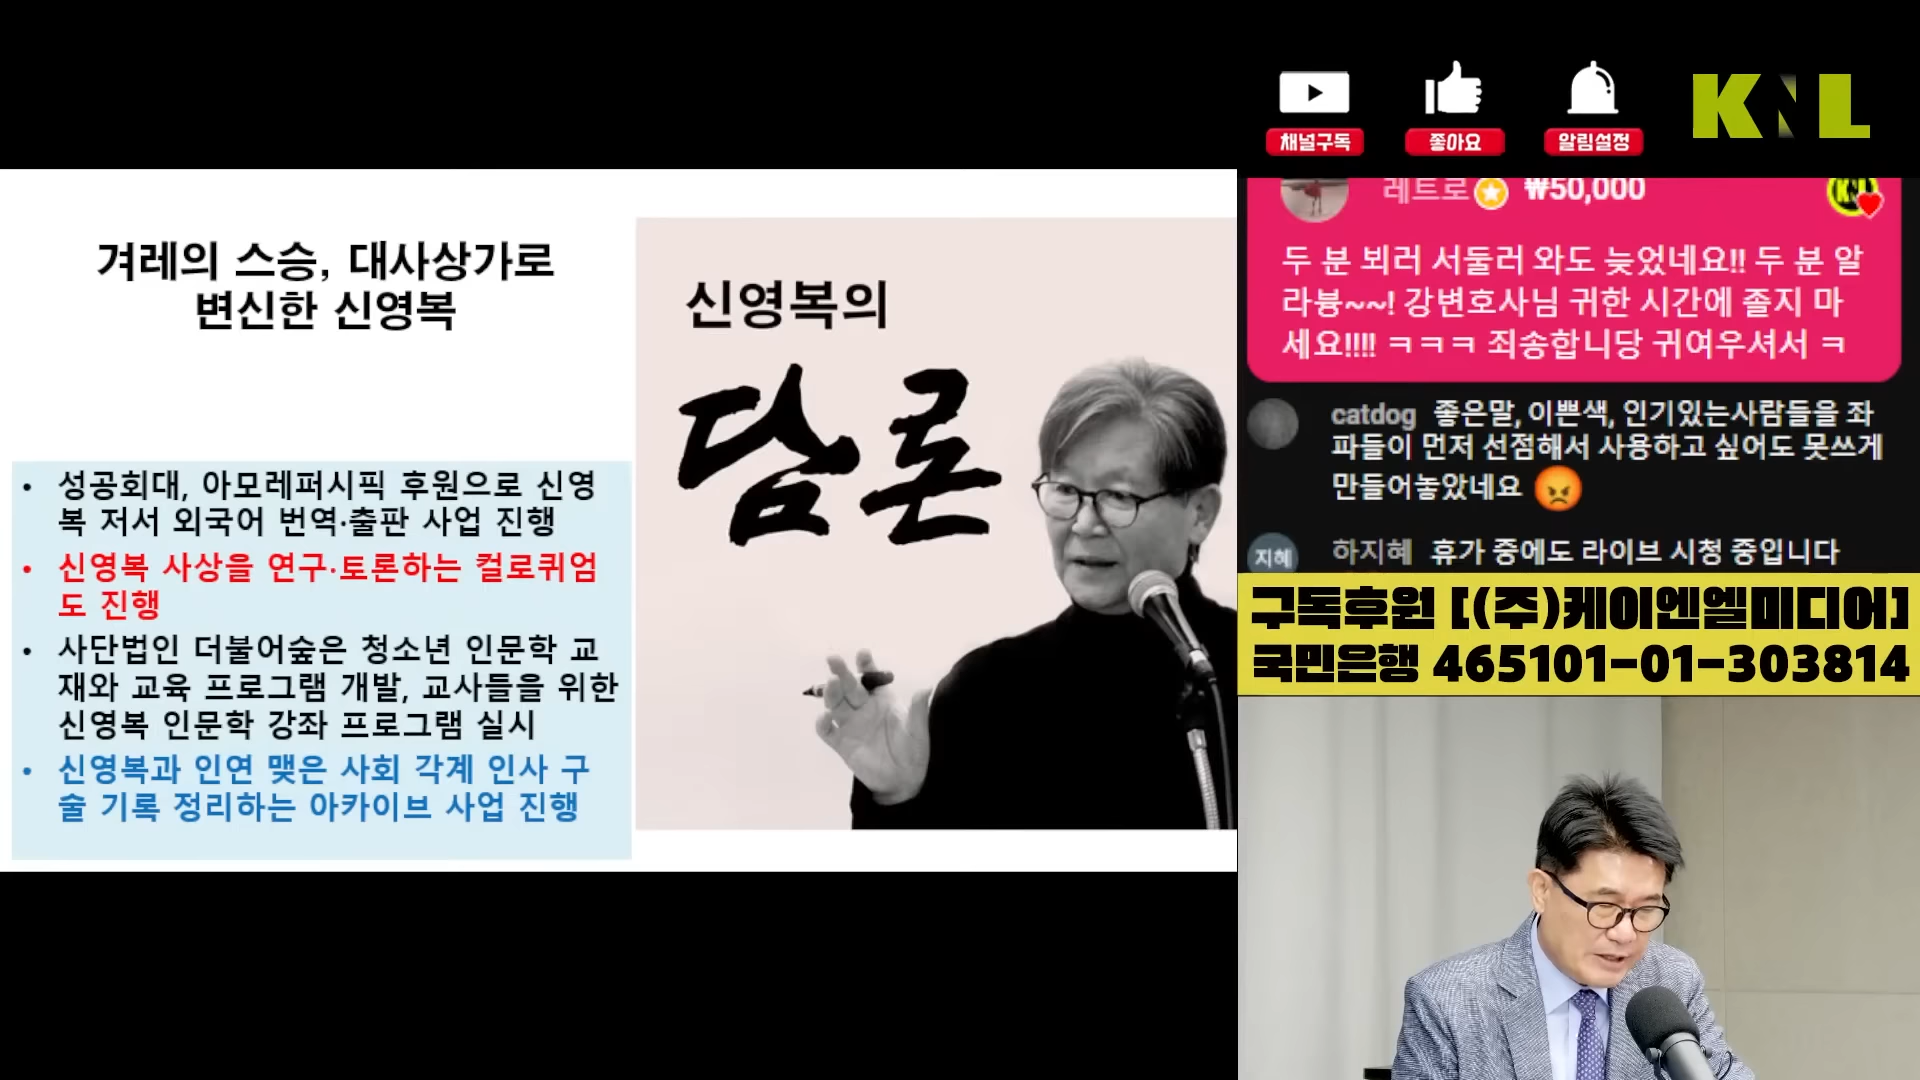 겨레의 스승, 대사상가로
변신한 신영복
• 성공회대, 아모레퍼시픽 후원으로 신영
복 저서 외국어 번역·출판 사업 진행
• 신영복 사상을 연구·토론하는 컬로퀴엄
도 진행
• 사단법인 더불어숲은 청소년 인문학 교
재와 교육 프로그램 개발, 교사들을 위한
신영복 인문학 강좌 프로그램 실시
• 신영복과 인연 맺은 사회 각계 인사 구
술 기록 정리하는 아카이브 사업 진행
신영복의
담론
채널구독
좋아요
알림설정
KNL
레트로 ₩50,000
두 분 뵈러 서둘러 와도 늦었네요!! 두 분 알
라뷰~~! 강변호사님 귀한 시간에 졸지 마
세요!!!! ㅋㅋㅋ 죄송합니당 귀여우셔서 ㅋ
catdog 좋은말, 이쁜색, 인기있는사람들을 좌
파들이 먼저 선점해서 사용하고 싶어도 못쓰게
만들어놓았네요
지혜
하지혜 휴가 중에도 라이브 시청 중입니다
구독후원 [(주)케이엔엘미디어]
국민은행 465101-01-303814